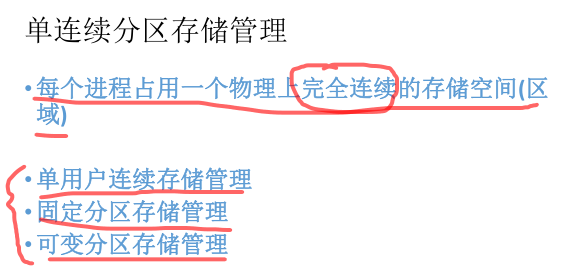 单连续分区存储管理
•每个进程占用一个物理上完全连续的存储空间(区
域)
•单用户连续存储管理
•固定分区存储管理
•可变分区存储管理